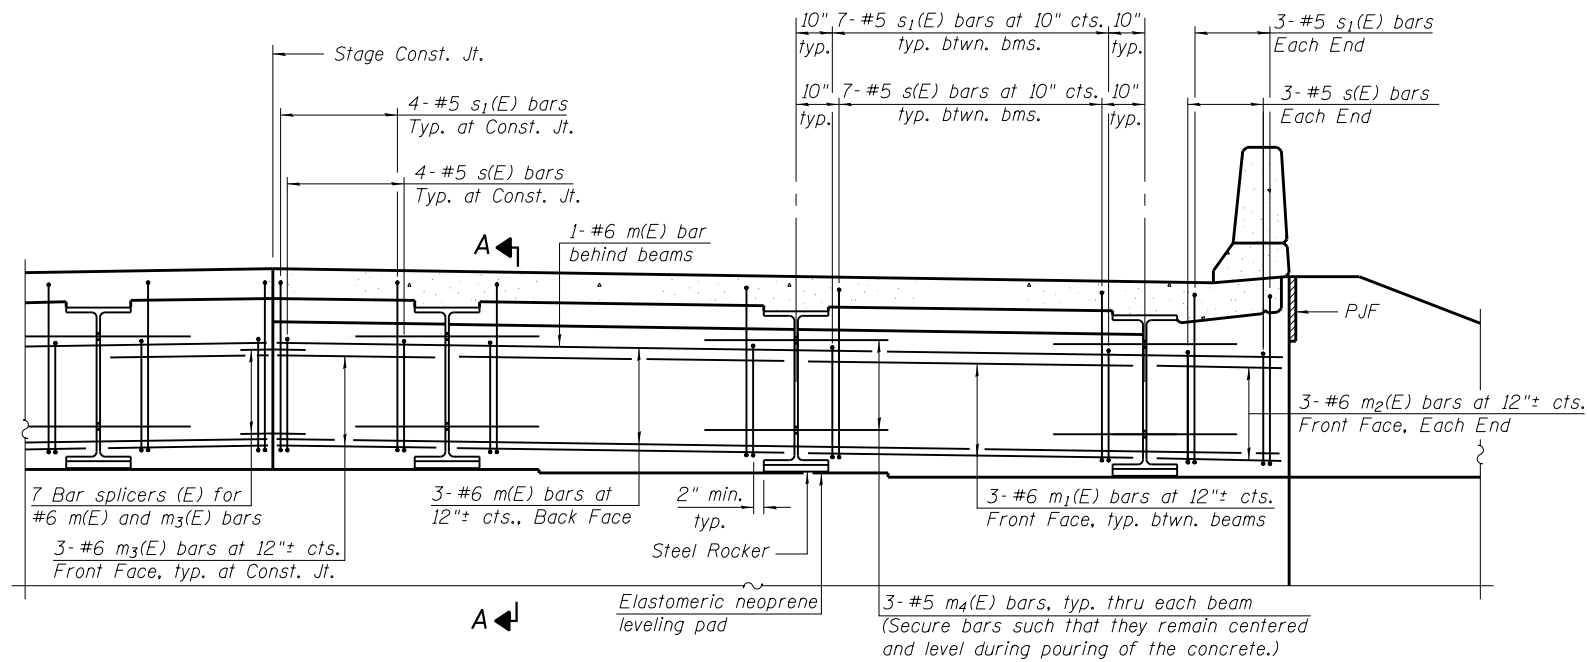 Stage Const. Jt.
10" 7- #5 s1(E) bars at 10" cts. 10"
typ. typ. btwn. bms. typ.
3- #5 s1(E) bars
Each End
4- #5 s1(E) bars
Typ. at Const. Jt.
10" 7- #5 s(E) bars at 10" cts. 10"
typ. typ. btwn. bms. typ.
3- #5 s(E) bars
Each End
4- #5 s(E) bars
Typ. at Const. Jt.
A
1- #6 m(E) bar
behind beams
PJF
3- #6 m2(E) bars at 12"± cts.
Front Face, Each End
7 Bar splicers (E) for
#6 m(E) and m3(E) bars
3- #6 m(E) bars at
12"± cts., Back Face
2" min.
typ.
3- #6 m1(E) bars at 12"± cts.
Front Face, typ. btwn. beams
3- #6 m3(E) bars at 12"± cts.
Front Face, typ. at Const. Jt.
Steel Rocker
A
Elastomeric neoprene
leveling pad
3- #5 m4(E) bars, typ. thru each beam
(Secure bars such that they remain centered
and level during pouring of the concrete.)